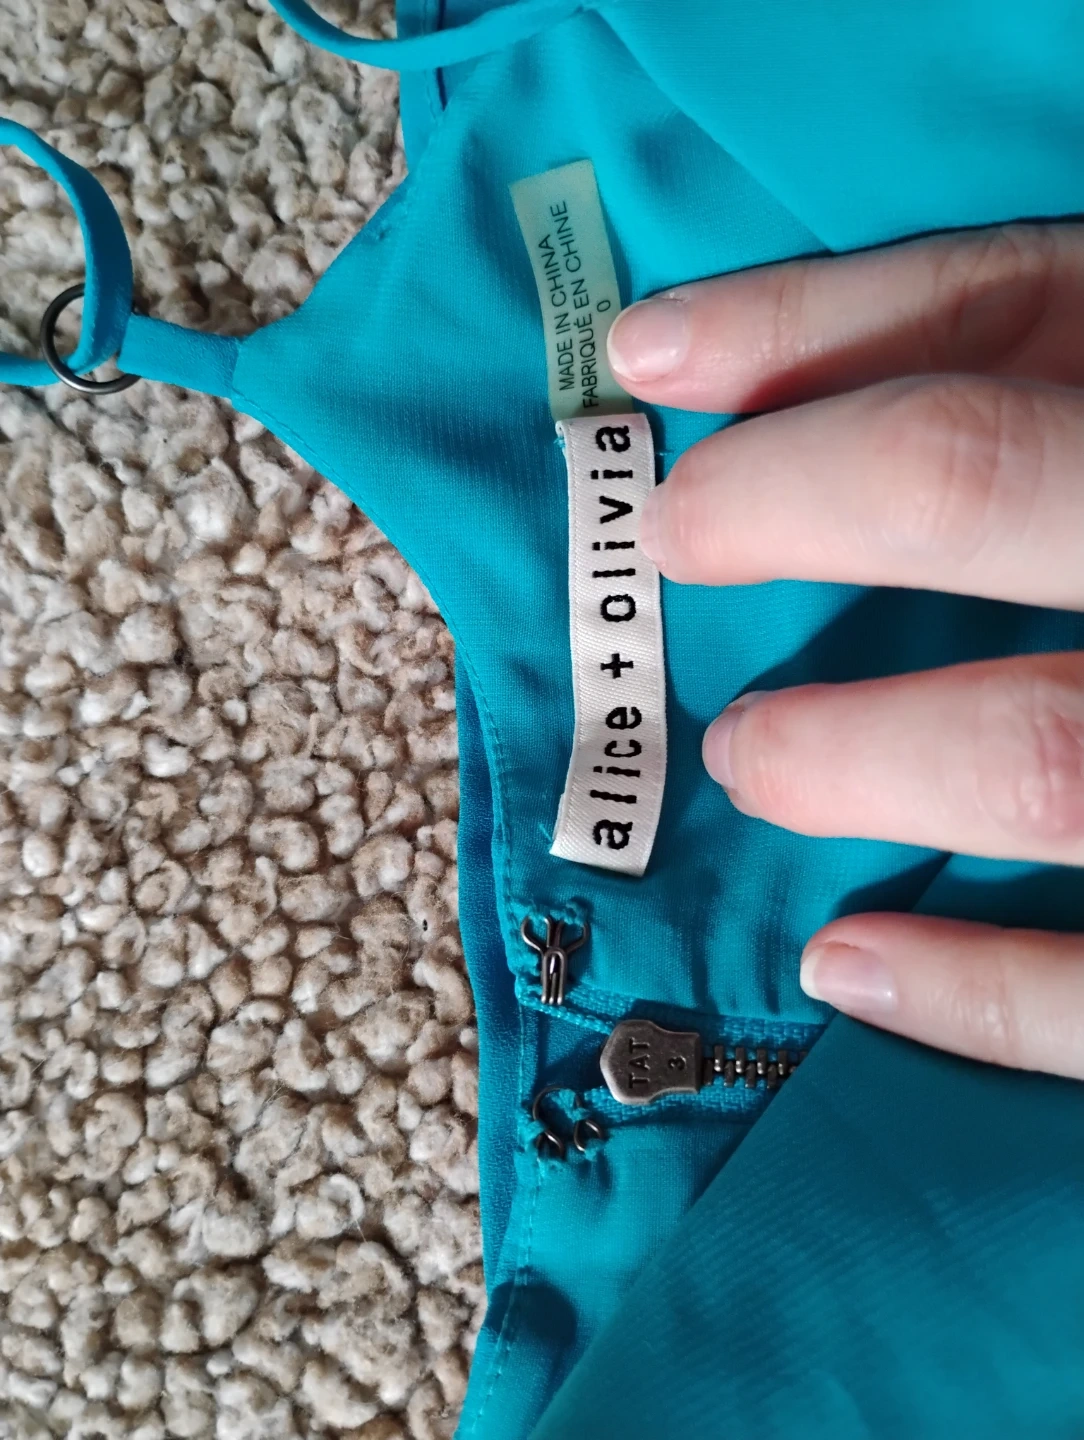 MADE IN CHINA
FABRIQUÉ EN CHINE
0
alice + olivia
TAT
3